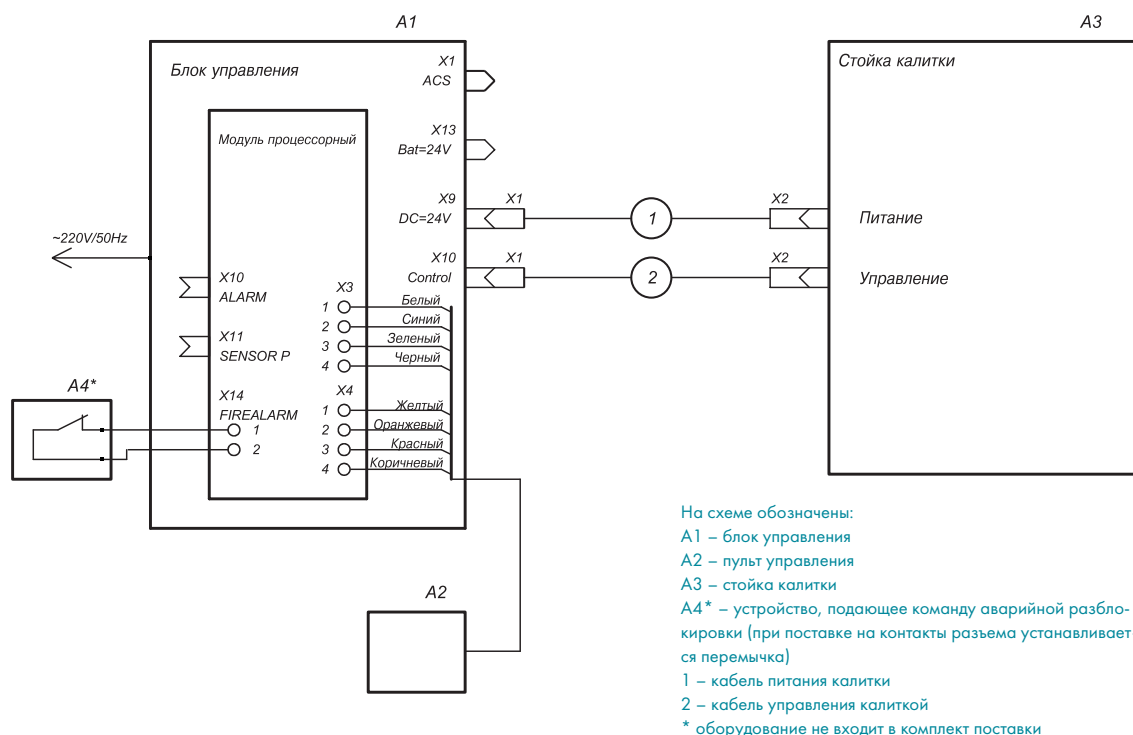 A1
A3
Блок управления
X1
ACS
Стойка калитки
Модуль процессорный
X13
Bat=24V
X9
DC=24V
X1
1
X2
Питание
~220V/50Hz
X10
Control
X1
2
X2
Управление
X10
ALARM
X3
1 Белый
2 Синий
3 Зеленый
4 Черный
X11
SENSOR P
A4*
X14
FIREALARM
1
2
X4
1 Желтый
2 Оранжевый
3 Красный
4 Коричневый
A2
На схеме обозначены:
А1 – блок управления
А2 – пульт управления
А3 – стойка калитки
А4* – устройство, подающее команду аварийной разбло-
кировки (при поставке на контакты разъема устанавливает
ся перемычка)
1 – кабель питания калитки
2 – кабель управления калиткой
* оборудование не входит в комплект поставки